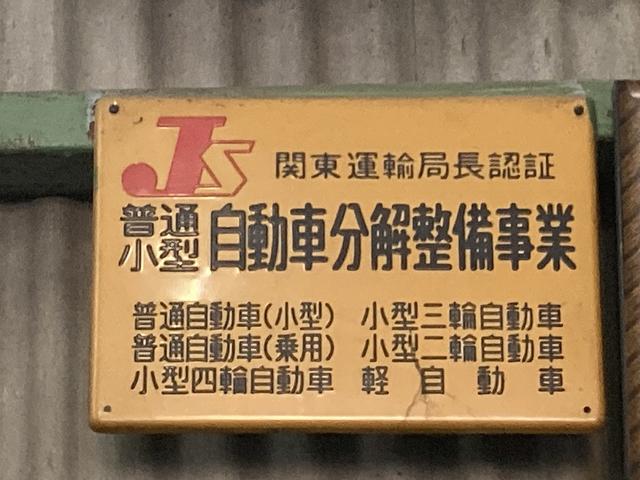 JS 関東運輸局長認証
普通
小型 自動車分解整備事業
普通自動車(小型) 小型三輪自動車
普通自動車(乗用) 小型二輪自動車
小型四輪自動車 軽自動車